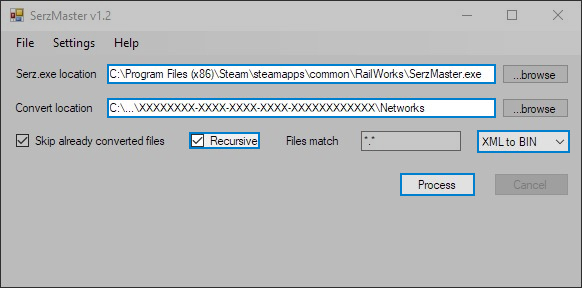 SerzMaster v1.2
File Settings Help
Serz.exe location C:\Program Files (x86)\Steam\steamapps\common\RailWorks\SerzMaster.exe ...browse
Convert location C:\...\XXXXXXXX-XXXX-XXXX-XXXX-XXXXXXXXXXXX\Networks ...browse
Skip already converted files Recursive Files match *.* XML to BIN
Process Cancel